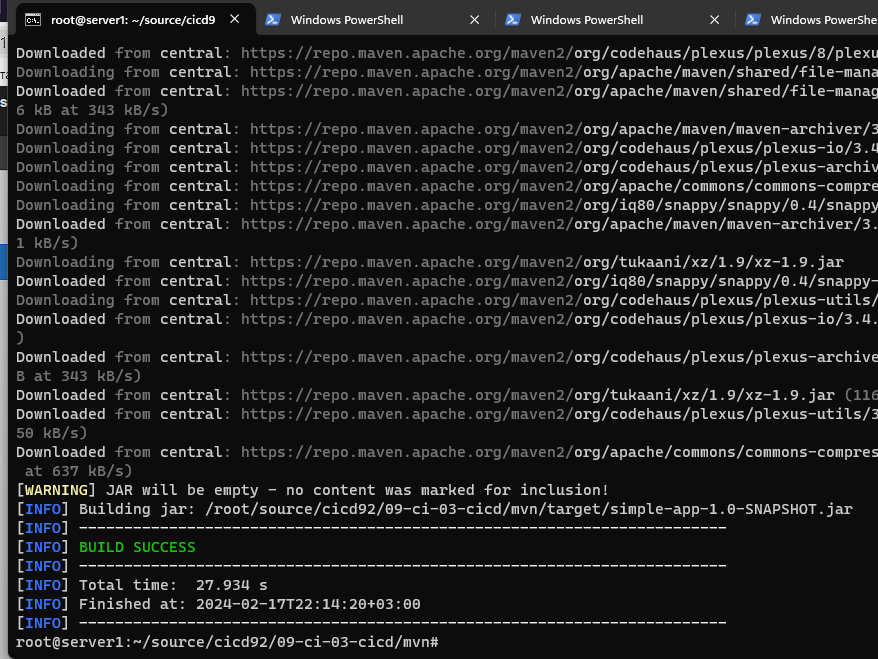 root@server1: ~/source/cicd9
Windows PowerShell
Windows PowerShell
Windows PowerShe
Downloaded from central: https://repo.maven.apache.org/maven2/org/codehaus/plexus/plexus/8/plexu
Downloading from central: https://repo.maven.apache.org/maven2/org/apache/maven/shared/file-mana
Downloaded from central: https://repo.maven.apache.org/maven2/org/apache/maven/shared/file-manag
6 kB at 343 kB/s)
Downloading from central: https://repo.maven.apache.org/maven2/org/apache/maven/maven-archiver/3
Downloading from central: https://repo.maven.apache.org/maven2/org/codehaus/plexus/plexus-io/3.4
Downloading from central: https://repo.maven.apache.org/maven2/org/codehaus/plexus/plexus-archiv
Downloading from central: https://repo.maven.apache.org/maven2/org/apache/commons/commons-compre
Downloading from central: https://repo.maven.apache.org/maven2/org/iq80/snappy/snappy/0.4/snappy
Downloaded from central: https://repo.maven.apache.org/maven2/org/apache/maven/maven-archiver/3.
1 kB/s)
Downloading from central: https://repo.maven.apache.org/maven2/org/tukaani/xz/1.9/xz-1.9.jar
Downloaded from central: https://repo.maven.apache.org/maven2/org/iq80/snappy/snappy/0.4/snappy-
Downloading from central: https://repo.maven.apache.org/maven2/org/codehaus/plexus/plexus-utils/
Downloaded from central: https://repo.maven.apache.org/maven2/org/codehaus/plexus/plexus-io/3.4.
)
Downloaded from central: https://repo.maven.apache.org/maven2/org/codehaus/plexus/plexus-archive
B at 343 kB/s)
Downloaded from central: https://repo.maven.apache.org/maven2/org/tukaani/xz/1.9/xz-1.9.jar (116
Downloaded from central: https://repo.maven.apache.org/maven2/org/codehaus/plexus/plexus-utils/3
50 kB/s)
Downloaded from central: https://repo.maven.apache.org/maven2/org/apache/commons/commons-compres
at 637 kB/s)
[WARNING] JAR will be empty - no content was marked for inclusion!
[INFO] Building jar: /root/source/cicd92/09-ci-03-cicd/mvn/target/simple-app-1.0-SNAPSHOT.jar
[INFO] ------------------------------------------------------------------------
[INFO] BUILD SUCCESS
[INFO] ------------------------------------------------------------------------
[INFO] Total time:  27.934 s
[INFO] Finished at: 2024-02-17T22:14:20+03:00
[INFO] ------------------------------------------------------------------------
root@server1:~/source/cicd92/09-ci-03-cicd/mvn#